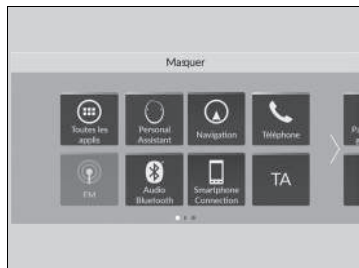 Masquer
Toutes les
applis
Personal
Assistant
Navigation
Téléphone
FM
Audio
Bluetooth
Smartphone
Connection
TA